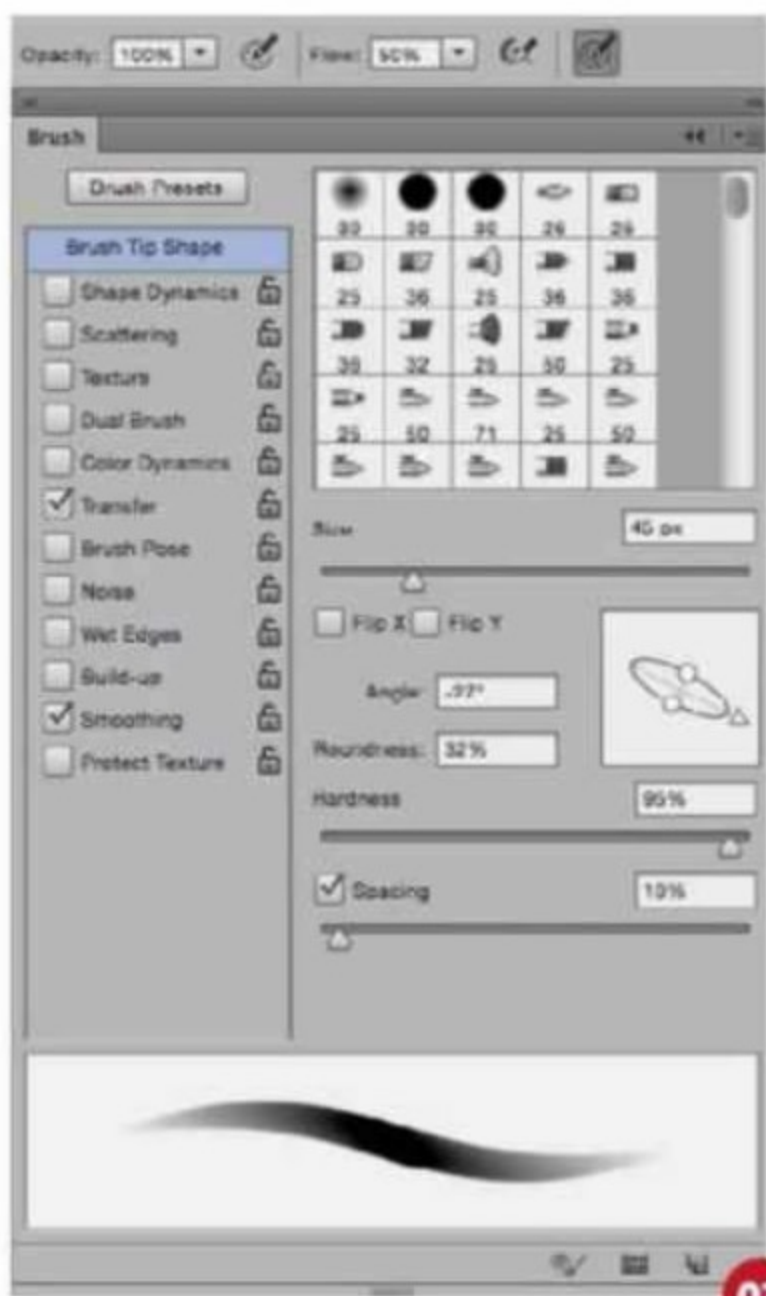 Opacity: 100% Flow: 50%
Brush
Brush Presets
Brush Tip Shape
Shape Dynamics
Scattering
Texture
Dual Brush
Color Dynamics
Transfer
Brush Pose
Noise
Wet Edges
Build-up
Smoothing
Protect Texture
30 30 30 26 26
25 36 25 36 36
36 32 25 50 25
25 50 71 25 50
Size 45 px
Flip X Flip Y
Angle:
Roundness: 32%
Hardness 95%
Spacing